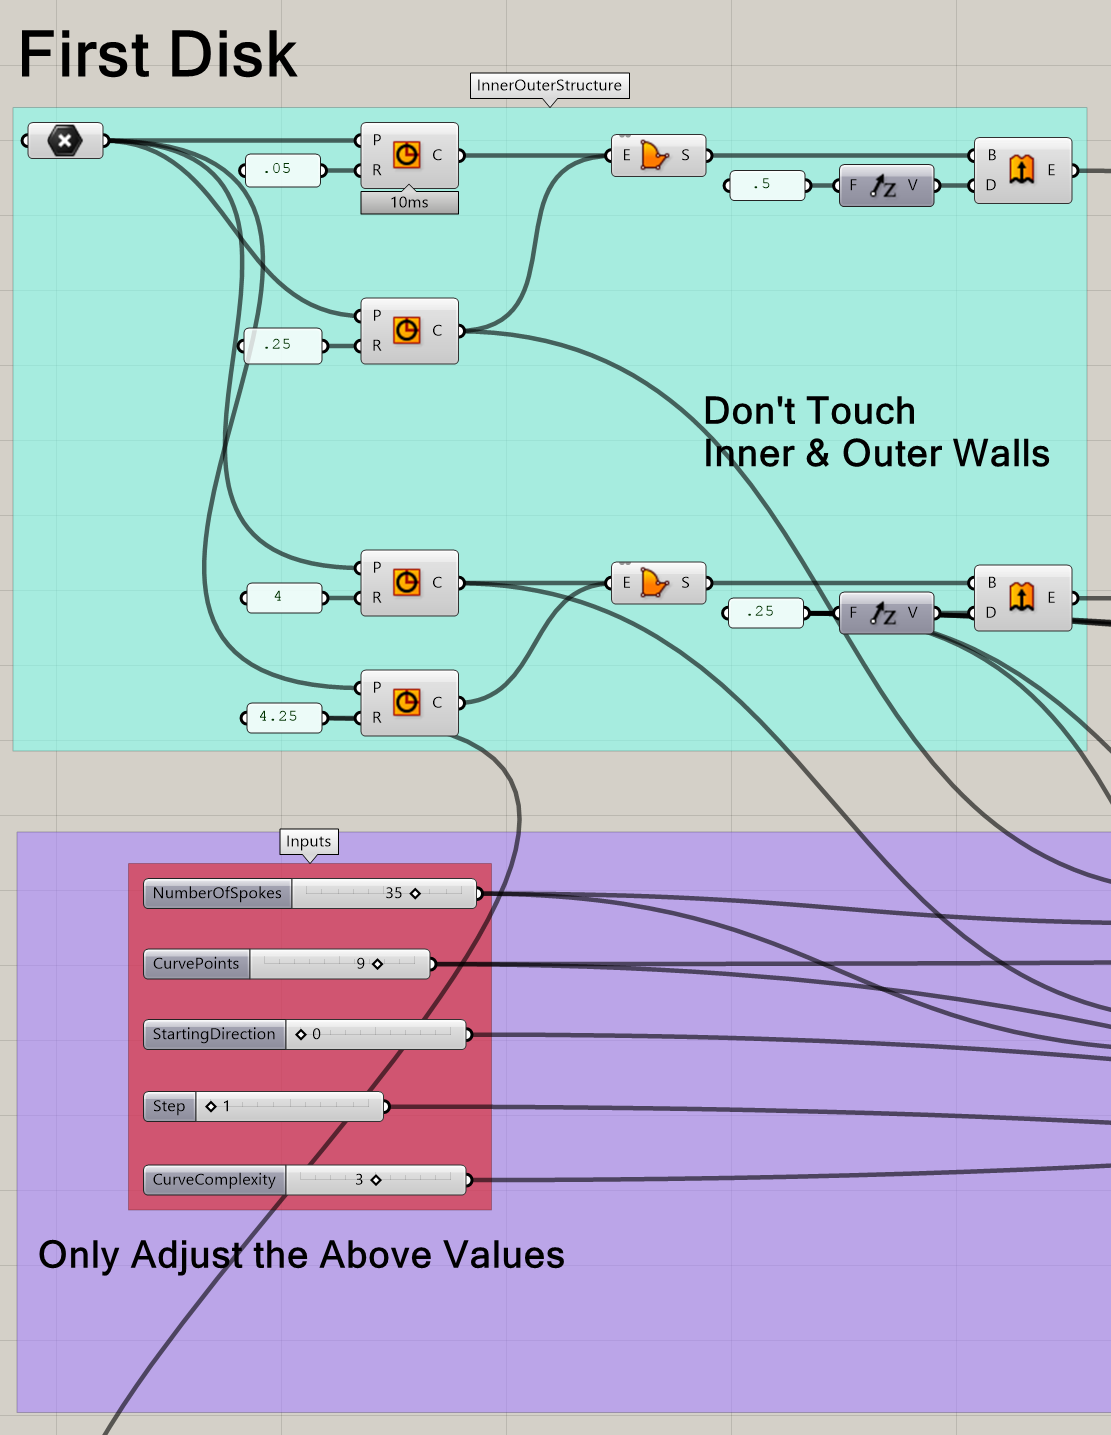 First Disk
InnerOuterStructure
P
R
C
.05
10ms
E S
.5
F V
B
D
E
P
R
C
.25
Don't Touch
Inner & Outer Walls
P
R
C
4
E S
.25
F V
B
D
E
P
R
C
4.25
Inputs
NumberOfSpokes 35
CurvePoints 9
StartingDirection 0
Step 1
CurveComplexity 3
Only Adjust the Above Values